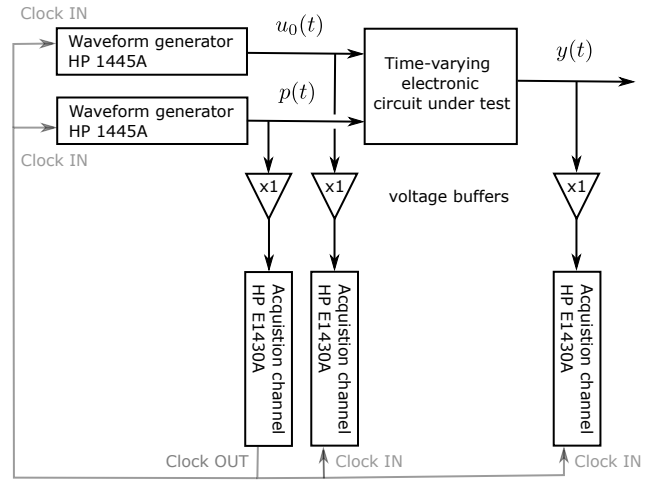 Clock IN
Waveform generator
HP 1445A
u₀(t)
Time-varying
electronic
circuit under test
y(t)
Waveform generator
HP 1445A
p(t)
Clock IN
x1
x1
voltage buffers
x1
Acquistion channel
HP E1430A
Acquistion channel
HP E1430A
Acquistion channel
HP E1430A
Clock OUT
Clock IN
Clock IN